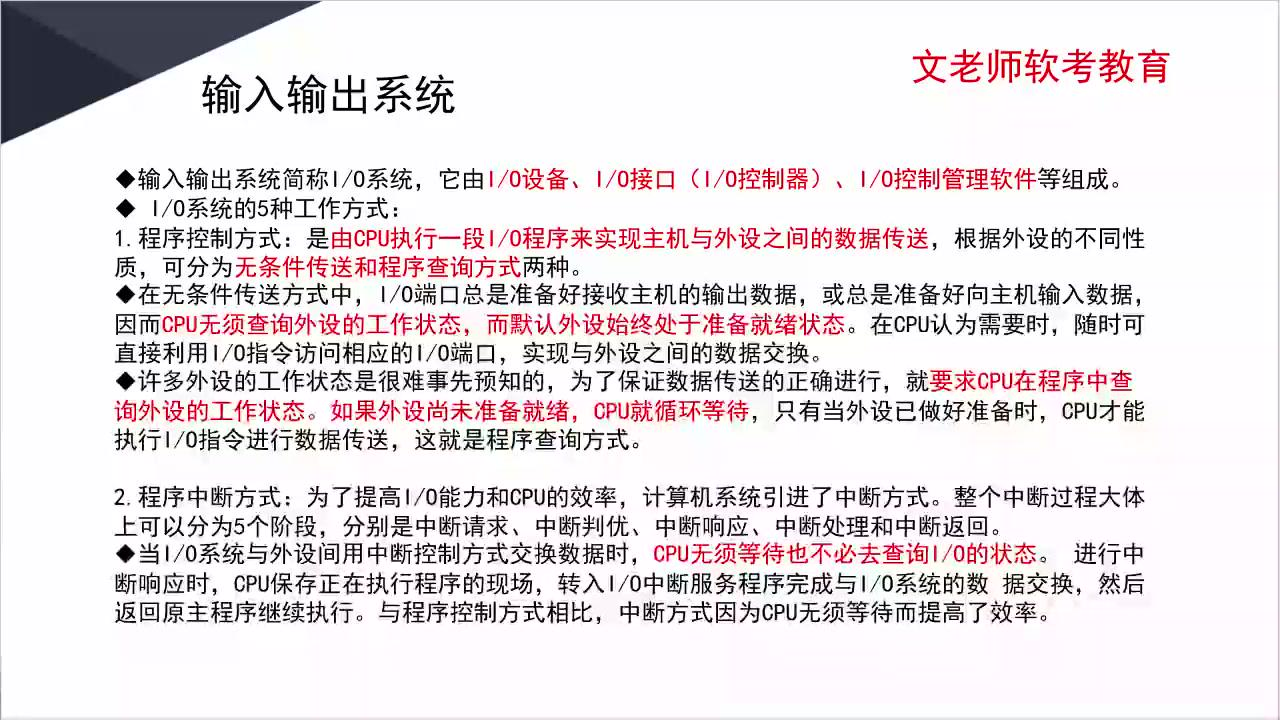 文老师软考教育
输入输出系统
◆输入输出系统简称I/O系统，它由I/O设备、I/O接口（I/O控制器）、I/O控制管理软件等组成。
◆ I/O系统的5种工作方式：
1.程序控制方式：是由CPU执行一段I/O程序来实现主机与外设之间的数据传送，根据外设的不同性
质，可分为无条件传送和程序查询方式两种。
◆在无条件传送方式中，I/O端口总是准备好接收主机的输出数据，或总是准备好向主机输入数据，
因而CPU无须查询外设的工作状态，而默认外设始终处于准备就绪状态。在CPU认为需要时，随时可
直接利用I/O指令访问相应的I/O端口，实现与外设之间的数据交换。
◆许多外设的工作状态是很难事先预知的，为了保证数据传送的正确进行，就要求CPU在程序中查
询外设的工作状态。如果外设尚未准备就绪，CPU就循环等待，只有当外设已做好准备时，CPU才能
执行I/O指令进行数据传送，这就是程序查询方式。
2.程序中断方式：为了提高I/O能力和CPU的效率，计算机系统引进了中断方式。整个中断过程大体
上可以分为5个阶段，分别是中断请求、中断判优、中断响应、中断处理和中断返回。
◆当I/O系统与外设间用中断控制方式交换数据时，CPU无须等待也不必去查询I/O的状态。 进行中
断响应时，CPU保存正在执行程序的现场，转入I/O中断服务程序完成与I/O系统的数 据交换，然后
返回原主程序继续执行。与程序控制方式相比，中断方式因为CPU无须等待而提高了效率。